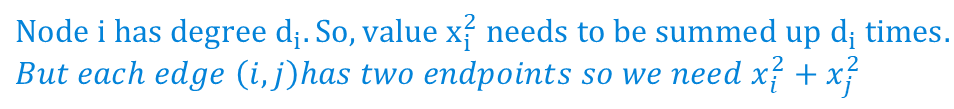 Node i has degree dᵢ. So, value xᵢ² needs to be summed up dᵢ times.
But each edge (i, j)has two endpoints so we need xᵢ² + xⱼ²